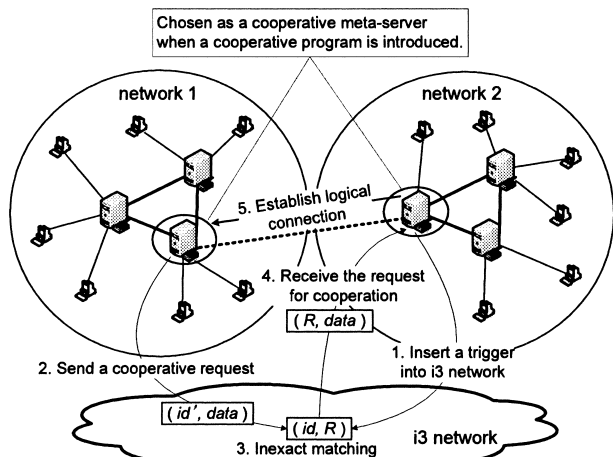 Chosen as a cooperative meta-server
when a cooperative program is introduced.
network 1
network 2
5. Establish logical
connection
4. Receive the request
for cooperation
( R, data )
1. Insert a trigger
into i3 network
2. Send a cooperative request
( id', data )
( id, R )
3. Inexact matching
i3 network